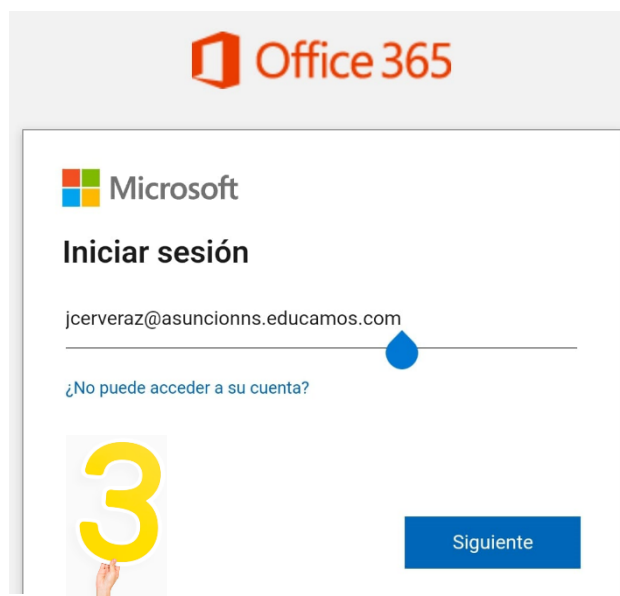 Office 365
Microsoft
Iniciar sesión
jcerveraz@asuncionns.educamos.com
¿No puede acceder a su cuenta?
3
Siguiente